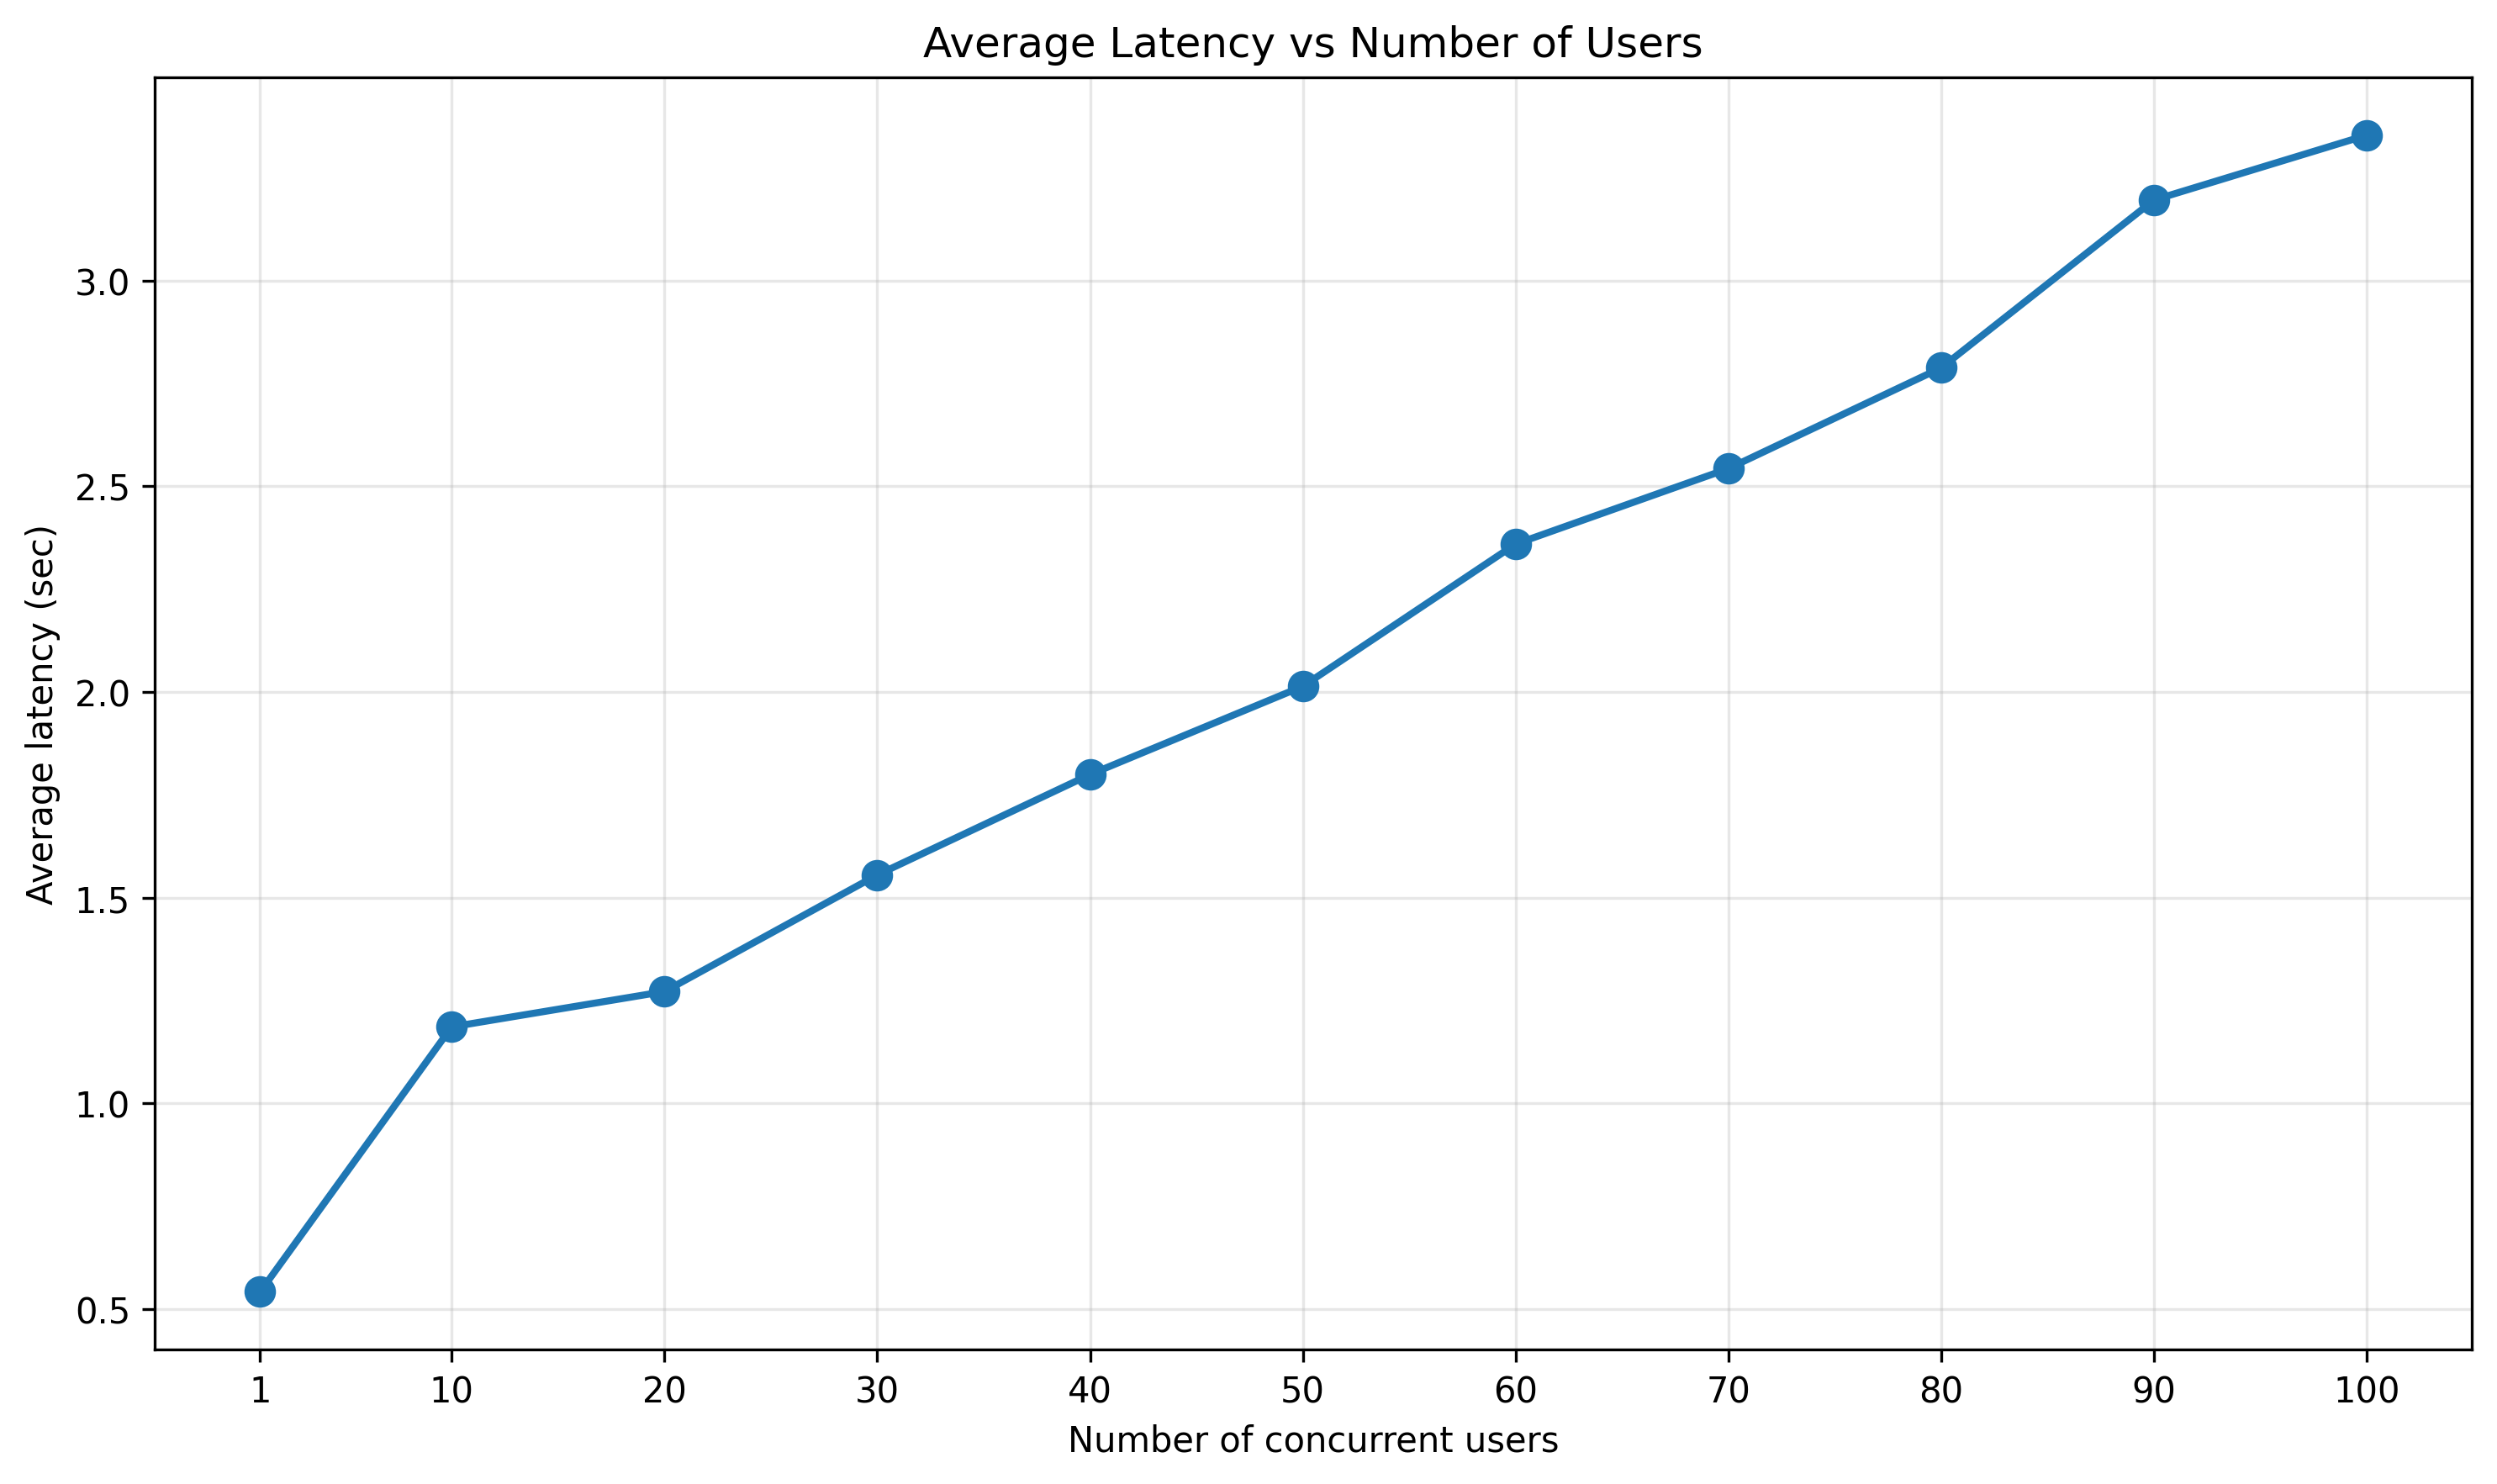 Average Latency vs Number of Users
Average latency (sec)
3.0
2.5
2.0
1.5
1.0
0.5
1 10 20 30 40 50 60 70 80 90 100
Number of concurrent users